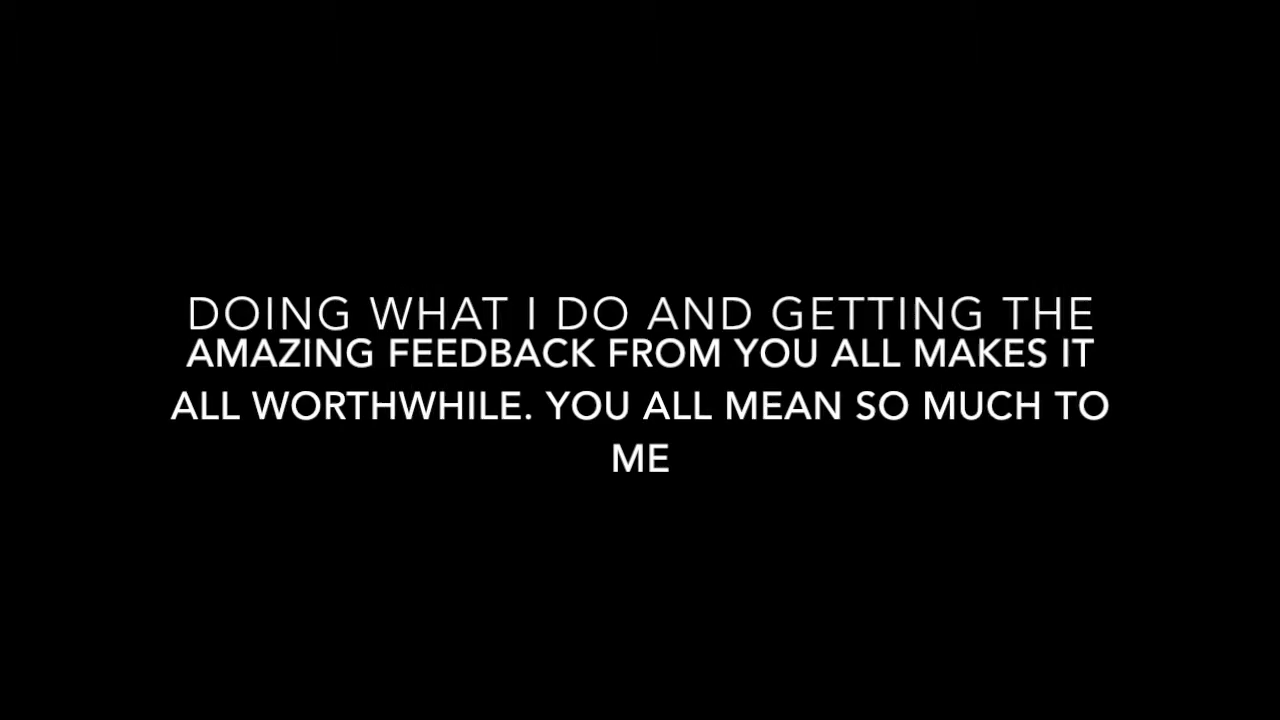 DOING WHAT I DO AND GETTING THE
AMAZING FEEDBACK FROM YOU ALL MAKES IT
ALL WORTHWHILE. YOU ALL MEAN SO MUCH TO
ME